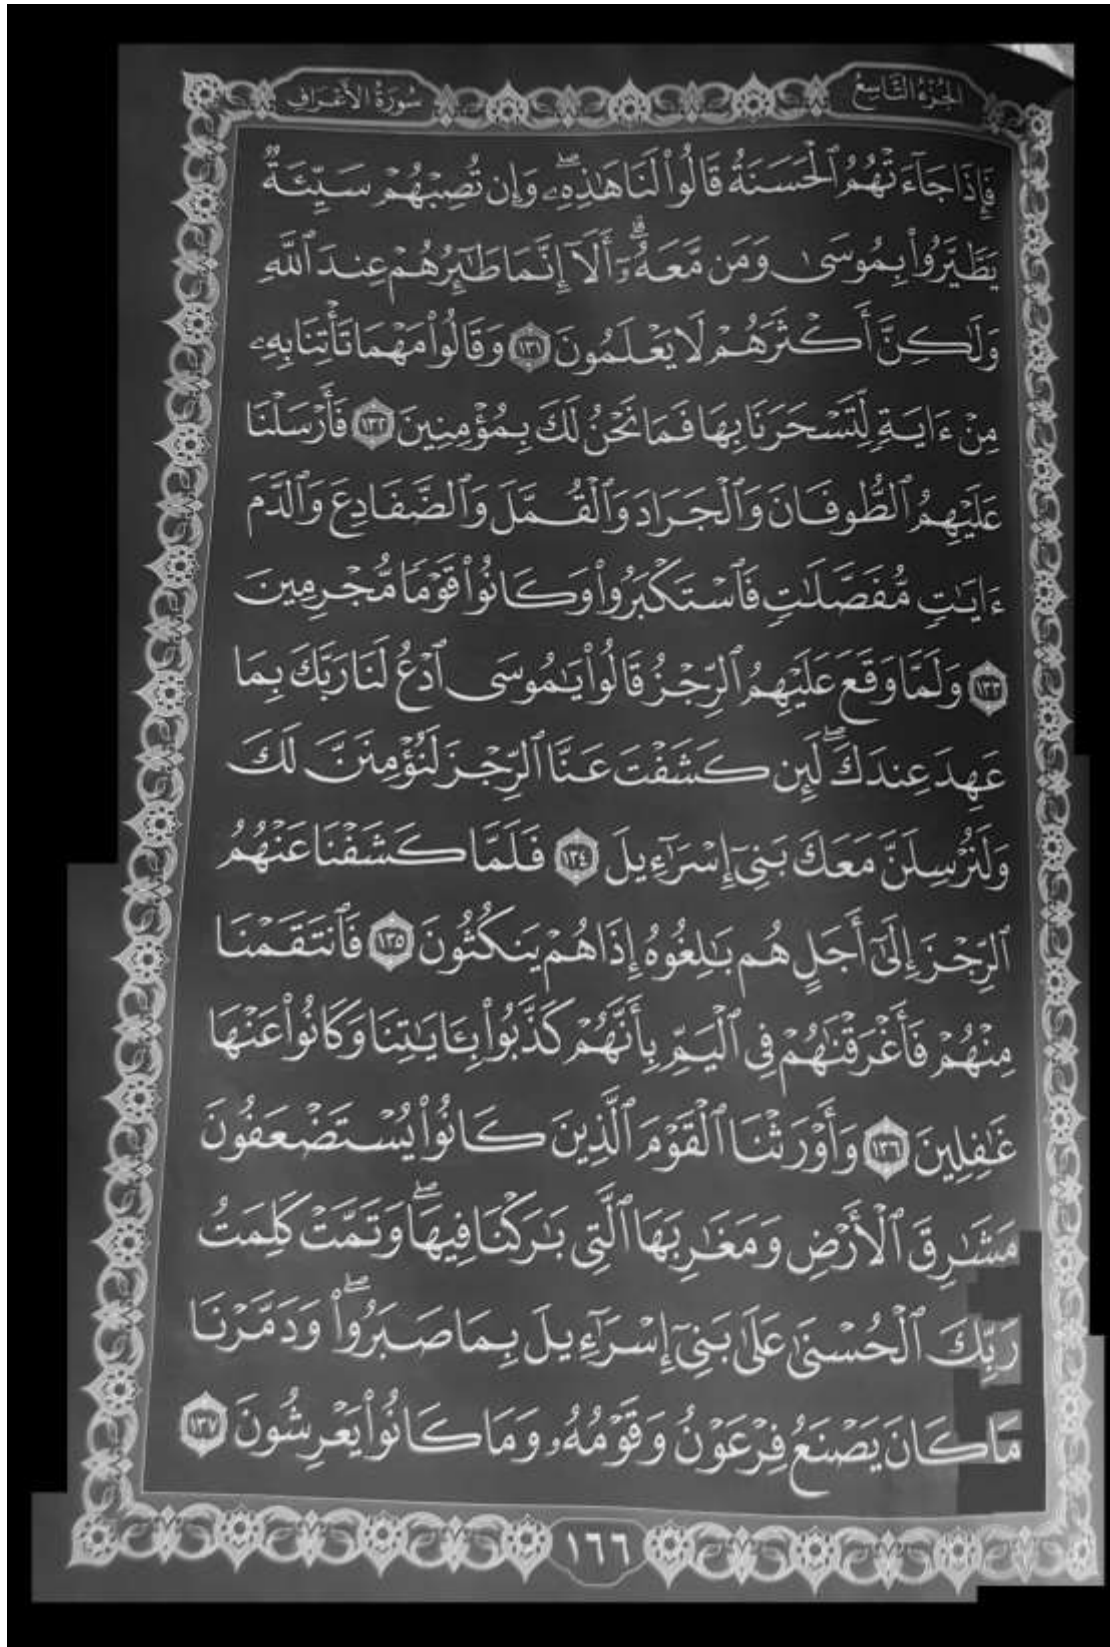 الجزء التاسع
سورة الأعراف
فَإِذَا جَآءَتْهُمُ ٱلْحَسَنَةُ قَالُوا۟ لَنَا هَٰذِهِۦۖ وَإِن تُصِبْهُمْ سَيِّئَةٌ
يَطَّيَّرُوا۟ بِمُوسَىٰ وَمَن مَّعَهُۥٓۗ أَلَآ إِنَّمَا طَٰٓئِرُهُمْ عِندَ ٱللَّهِ
وَلَٰكِنَّ أَكْثَرَهُمْ لَا يَعْلَمُونَ ١٣١ وَقَالُوا۟ مَهْمَا تَأْتِنَا بِهِۦ
مِنْ ءَايَةٍ لِّتَسْحَرَنَا بِهَا فَمَا نَحْنُ لَكَ بِمُؤْمِنِينَ ١٣٢ فَأَرْسَلْنَا
عَلَيْهِمُ ٱلطُّوفَانَ وَٱلْجَرَادَ وَٱلْقُمَّلَ وَٱلضَّفَادِعَ وَٱلدَّمَ
ءَايَٰتٍ مُّفَصَّلَٰتٍ فَٱسْتَكْبَرُوا۟ وَكَانُوا۟ قَوْمًا مُّجْرِمِينَ
١٣٣ وَلَمَّا وَقَعَ عَلَيْهِمُ ٱلرِّجْزُ قَالُوا۟ يَٰمُوسَى ٱدْعُ لَنَا رَبَّكَ بِمَا
عَهِدَ عِندَكَۖ لَئِن كَشَفْتَ عَنَّا ٱلرِّجْزَ لَنُؤْمِنَنَّ لَكَ
وَلَنُرْسِلَنَّ مَعَكَ بَنِىٓ إِسْرَٰٓءِيلَ ١٣٤ فَلَمَّا كَشَفْنَا عَنْهُمُ
ٱلرِّجْزَ إِلَىٰٓ أَجَلٍ هُم بَٰلِغُوهُ إِذَا هُمْ يَنكُثُونَ ١٣٥ فَٱنتَقَمْنَا
مِنْهُمْ فَأَغْرَقْنَٰهُمْ فِى ٱلْيَمِّ بِأَنَّهُمْ كَذَّبُوا۟ بِـَٔايَٰتِنَا وَكَانُوا۟ عَنْهَا
غَٰفِلِينَ ١٣٦ وَأَوْرَثْنَا ٱلْقَوْمَ ٱلَّذِينَ كَانُوا۟ يُسْتَضْعَفُونَ
مَشَٰرِقَ ٱلْأَرْضِ وَمَغَٰرِبَهَا ٱلَّتِى بَٰرَكْنَا فِيهَاۖ وَتَمَّتْ كَلِمَتُ
رَبِّكَ ٱلْحُسْنَىٰ عَلَىٰ بَنِىٓ إِسْرَٰٓءِيلَ بِمَا صَبَرُوا۟ۖ وَدَمَّرْنَا
مَا كَانَ يَصْنَعُ فِرْعَوْنُ وَقَوْمُهُۥ وَمَا كَانُوا۟ يَعْرِشُونَ ١٣٧
١٦٦